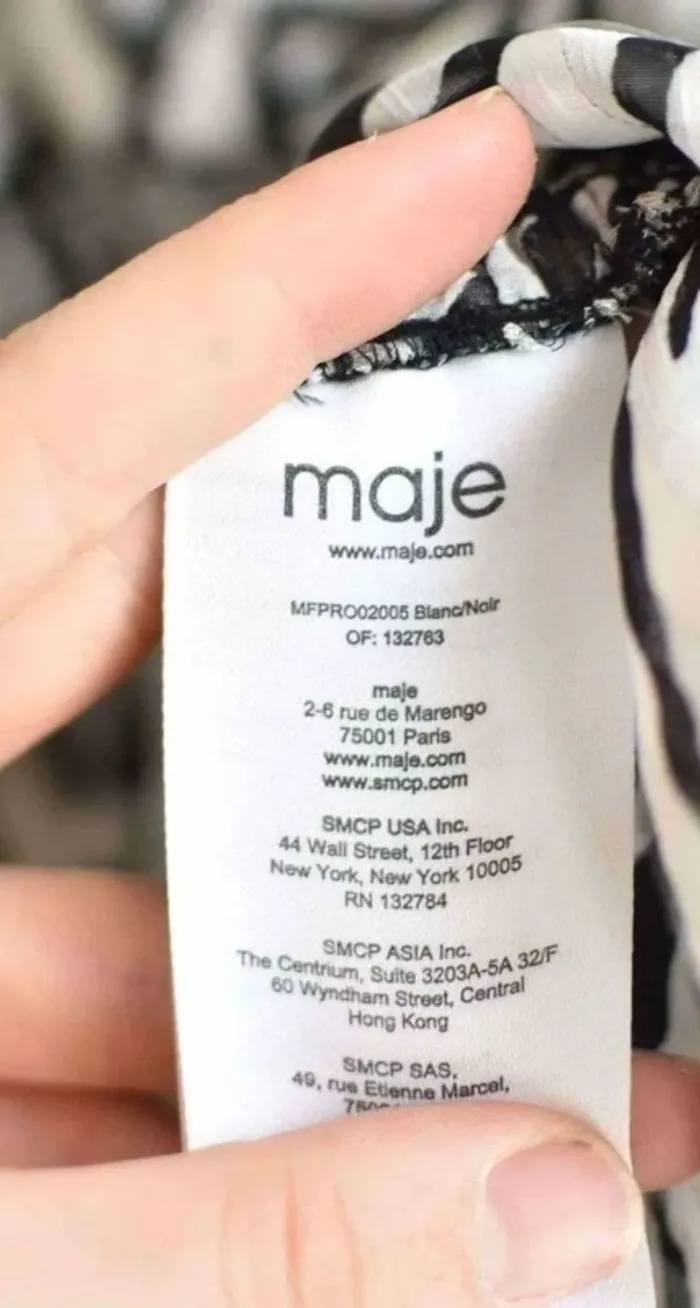 maje
www.maje.com
MFPRO02005 Blanc/Noir
OF: 132763
maje
2-6 rue de Marengo
75001 Paris
www.maje.com
www.smcp.com
SMCP USA Inc.
44 Wall Street, 12th Floor
New York, New York 10005
RN 132784
SMCP ASIA Inc.
The Centrium, Suite 3203A-5A 32/F
60 Wyndham Street, Central
Hong Kong
SMCP SAS.
49, rue Etienne Marcel,